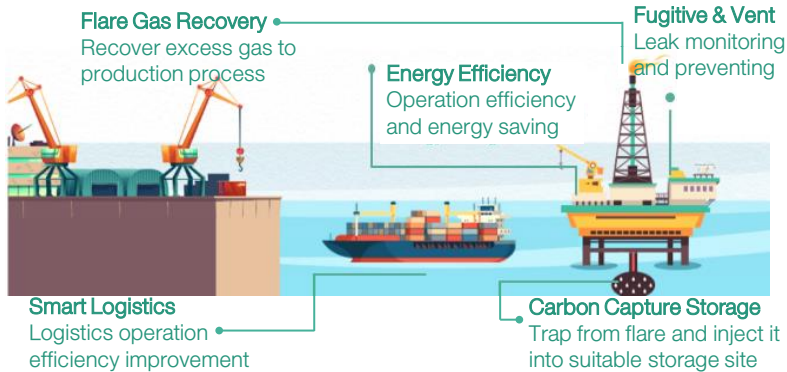 Flare Gas Recovery
Recover excess gas to
production process
Energy Efficiency
Operation efficiency
and energy saving
Fugitive & Vent
Leak monitoring
and preventing
Smart Logistics
Logistics operation
efficiency improvement
Carbon Capture Storage
Trap from flare and inject it
into suitable storage site